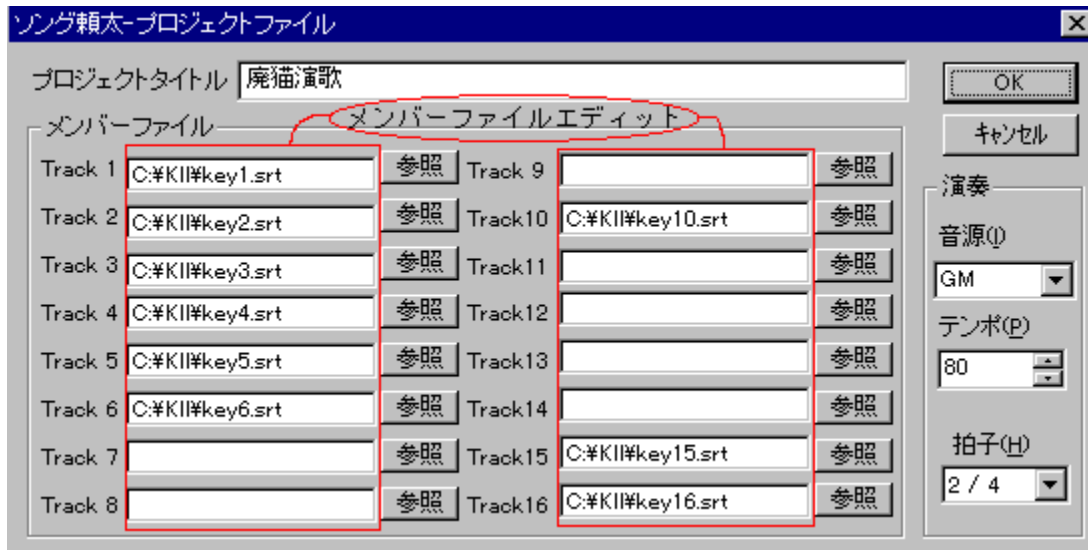 ソング頼太-プロジェクトファイル
プロジェクトタイトル 廃猫演歌
OK
キャンセル
メンバーファイル
メンバーファイルエディット
Track 1 C:¥KII¥key1.srt 参照
Track 2 C:¥KII¥key2.srt 参照
Track 3 C:¥KII¥key3.srt 参照
Track 4 C:¥KII¥key4.srt 参照
Track 5 C:¥KII¥key5.srt 参照
Track 6 C:¥KII¥key6.srt 参照
Track 7 参照
Track 8 参照
Track 9 参照
Track10 C:¥KII¥key10.srt 参照
Track11 参照
Track12 参照
Track13 参照
Track14 参照
Track15 C:¥KII¥key15.srt 参照
Track16 C:¥KII¥key16.srt 参照
演奏
音源(I)
GM
テンポ(P)
80
拍子(H)
2 / 4